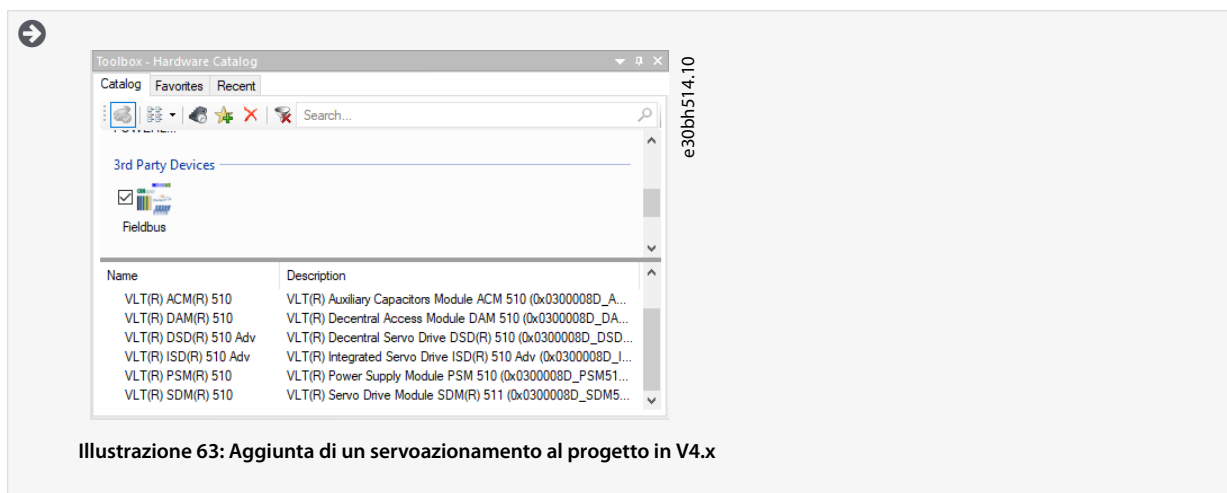 Toolbox - Hardware Catalog
Catalog Favorites Recent
Search...
3rd Party Devices
Fieldbus
Name Description
VLT(R) ACM(R) 510 VLT(R) Auxiliary Capacitors Module ACM 510 (0x0300008D_A...
VLT(R) DAM(R) 510 VLT(R) Decentral Access Module DAM 510 (0x0300008D_DA...
VLT(R) DSD(R) 510 Adv VLT(R) Decentral Servo Drive DSD(R) 510 (0x0300008D_DSD...
VLT(R) ISD(R) 510 Adv VLT(R) Integrated Servo Drive ISD(R) 510 Adv (0x0300008D_I...
VLT(R) PSM(R) 510 VLT(R) Power Supply Module PSM 510 (0x0300008D_PSM51...
VLT(R) SDM(R) 510 VLT(R) Servo Drive Module SDM(R) 511 (0x0300008D_SDM5...
e30bh514.10
Illustrazione 63: Aggiunta di un servoazionamento al progetto in V4.x